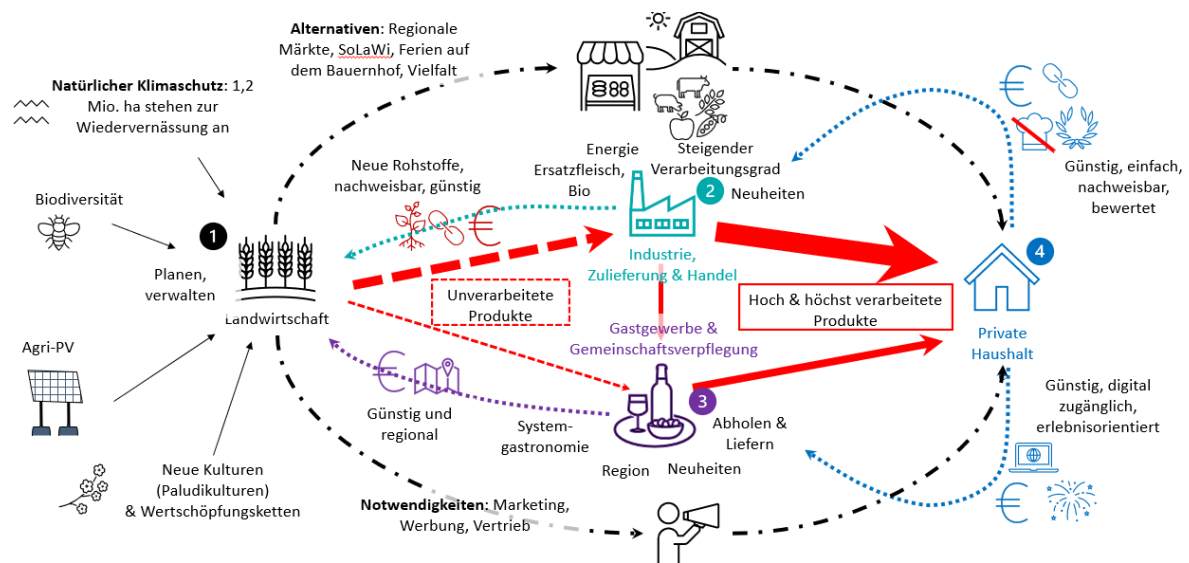 Alternativen: Regionale
Märkte, SoLaWi, Ferien auf
dem Bauernhof, Vielfalt
Natürlicher Klimaschutz: 1,2
Mio. ha stehen zur
Wiedervernässung an
88
Energie
Ersatzfleisch,
Bio
Steigender
Verarbeitungsgrad
2
Neuheiten
Günstig, einfach,
nachweisbar,
bewertet
Neue Rohstoffe,
nachweisbar, günstig
Biodiversität
1
Planen,
verwalten
Landwirtschaft
Industrie,
Zulieferung & Handel
4
Unverarbeitete
Produkte
Hoch & höchst verarbeitete
Produkte
Private
Haushalt
Gastgewerbe &
Gemeinschaftsverpflegung
Agri-PV
3
Günstig und
regional
System-
gastronomie
Abholen &
Liefern
Region
Neuheiten
Günstig, digital
zugänglich,
erlebnisorientiert
Neue Kulturen
(Paludikulturen)
& Wertschöpfungsketten
Notwendigkeiten: Marketing,
Werbung, Vertrieb